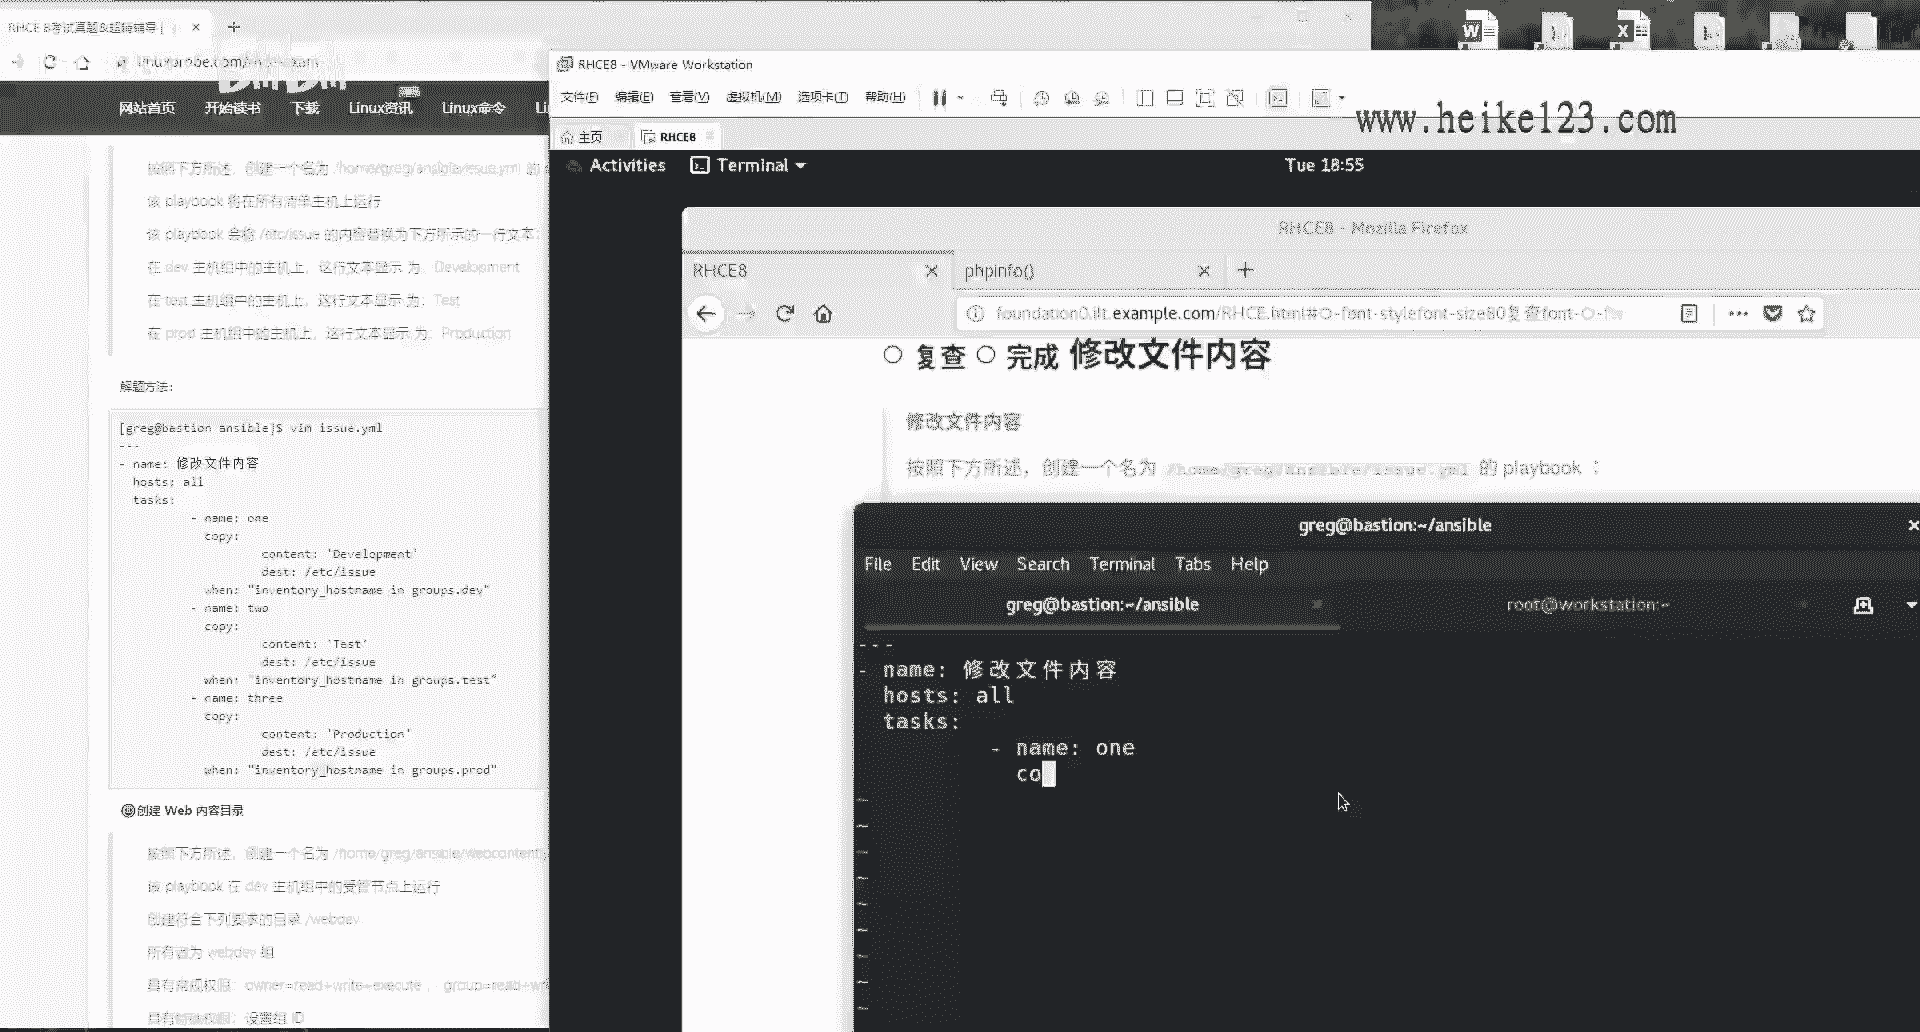 RHCE 8考试真题&超精辅导 |
网站首页 开始读书 下载 Linux资讯 Linux命令
按照下方所述，创建一个名为 /home/greg/ansible/issue.yml 的
该 playbook 将在所有清单主机上运行
该 playbook 会将 /etc/issue 的内容替换为下方所示的一行文本：
在 dev 主机组中的主机上，这行文本显示 为：Development
在 test 主机组中的主机上，这行文本显示 为：Test
在 prod 主机组中的主机上，这行文本显示 为：Production
解题方法：
[greg@bastion ansible]$ vim issue.yml
---
- name: 修改文件内容
hosts: all
tasks:
- name: one
copy:
content: 'Development'
dest: /etc/issue
when: "inventory_hostname in groups.dev"
- name: two
copy:
content: 'Test'
dest: /etc/issue
when: "inventory_hostname in groups.test"
- name: three
copy:
content: 'Production'
dest: /etc/issue
when: "inventory_hostname in groups.prod"
创建 Web 内容目录
按照下方所述，创建一个名为 /home/greg/ansible/webcontent
该 playbook 在 dev 主机组中的受管节点上运行
创建符合下列要求的目录 /webdev
所有者为 webdev 组
具有常规权限：owner=read+write+execute， group=read+wr
具有特殊权限：设置组 ID
RHCE8 - VMware Workstation
文件(F) 编辑(E) 查看(V) 虚拟机(M) 选项卡(T) 帮助(H)
www.heike123.com
主页 RHCE8
Activities Terminal Tue 18:55
RHCE8 - Mozilla Firefox
RHCE8 phpinfo()
foundation0.ilt.example.com/RHCE.html#O-font-stylefont-size80复查font-O-
复查 完成 修改文件内容
修改文件内容
按照下方所述，创建一个名为 /home/greg/ansible/issue.yml 的 playbook ：
greg@bastion:~/ansible
File Edit View Search Terminal Tabs Help
greg@bastion:~/ansible root@workstation:~
---
- name: 修改文件内容
hosts: all
tasks:
- name: one
co